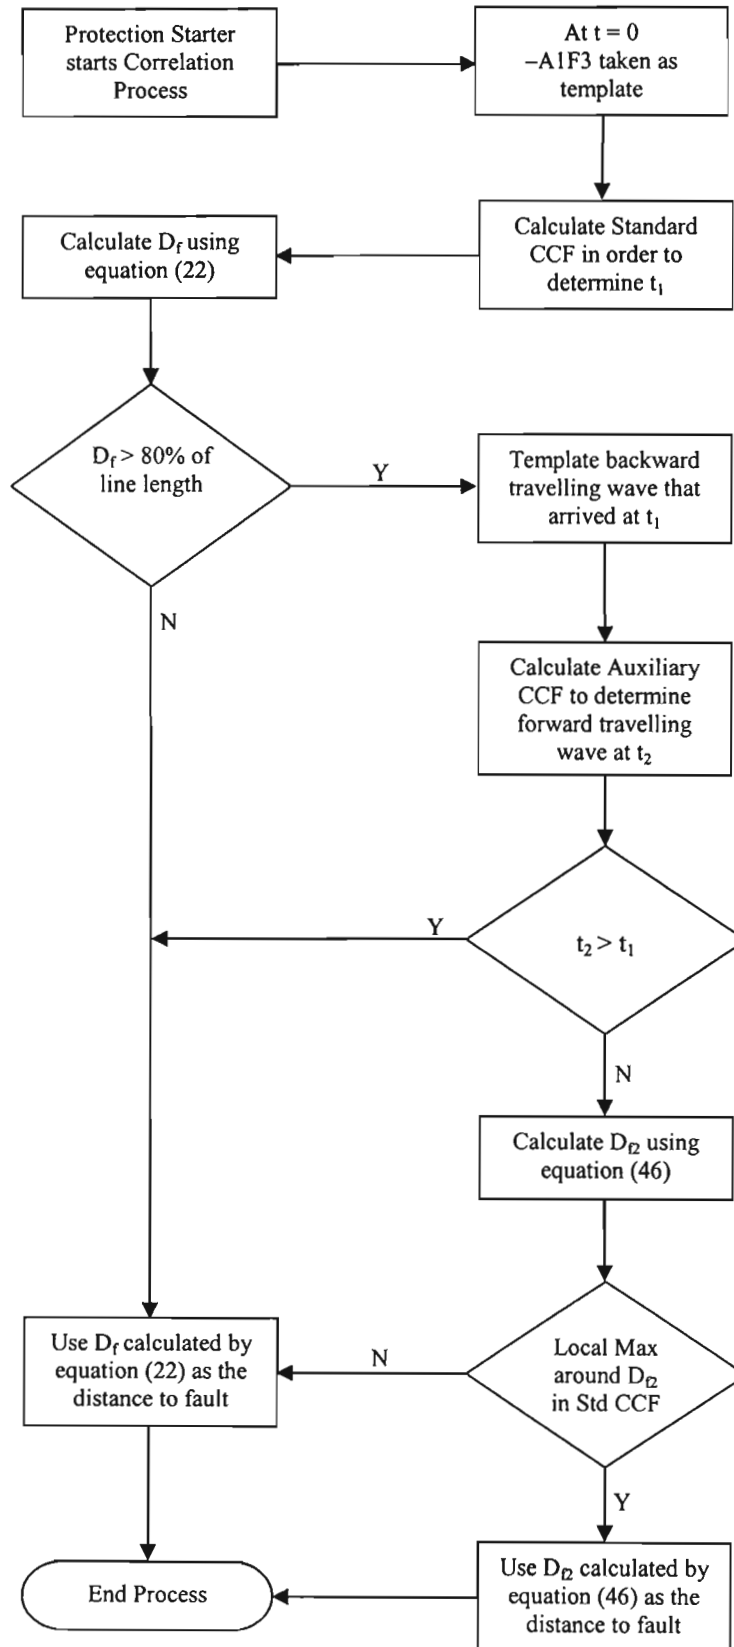 Protection Starter
starts Correlation
Process
At t = 0
–A1F3 taken as
template
Calculate Standard
CCF in order to
determine t₁
Calculate D_f using
equation (22)
D_f > 80% of
line length
Y
N
Template backward
travelling wave that
arrived at t₁
Calculate Auxiliary
CCF to determine
forward travelling
wave at t₂
t₂ > t₁
Y
N
Calculate D_f2 using
equation (46)
Local Max
around D_f2
in Std CCF
N
Y
Use D_f calculated by
equation (22) as the
distance to fault
Use D_f2 calculated by
equation (46) as the
distance to fault
End Process